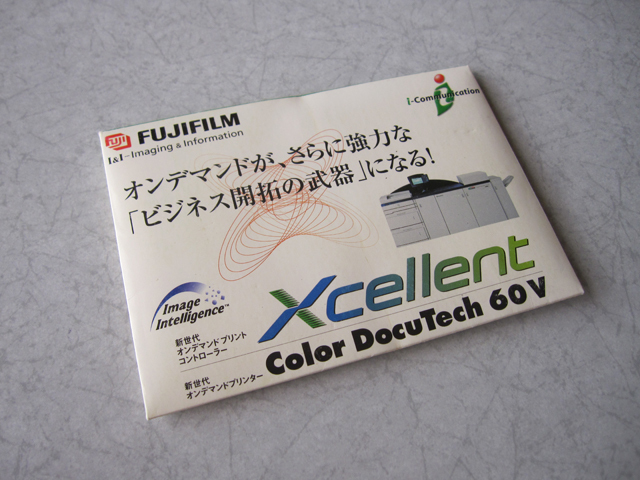 FUJIFILM
I&I-Imaging & Information
i-Communication
オンデマンドが、さらに強力な
「ビジネス開拓の武器」になる!
Image
Intelligence™
Xcellent
新世代
オンデマンドプリント
コントローラー
Color DocuTech 60V
新世代
オンデマンドプリンター